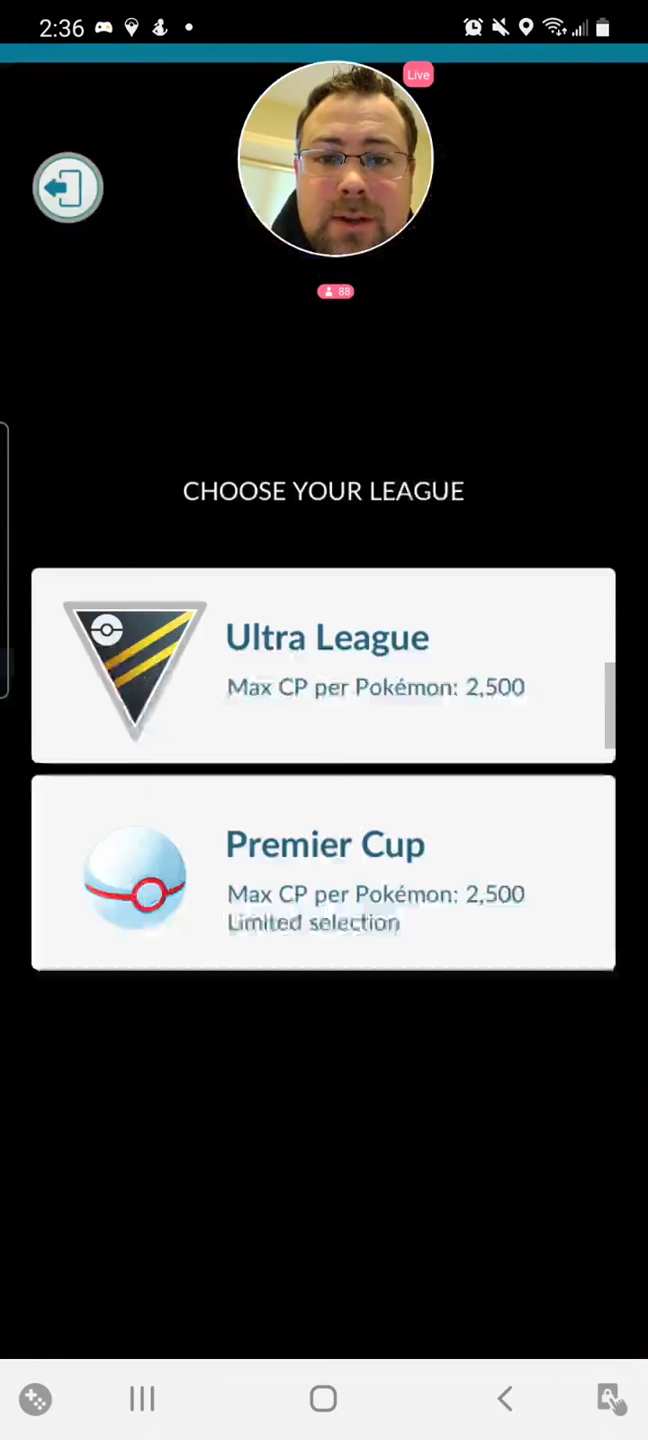 2:36
Live
88
CHOOSE YOUR LEAGUE
Ultra League
Max CP per Pokémon: 2,500
Premier Cup
Max CP per Pokémon: 2,500
Limited selection